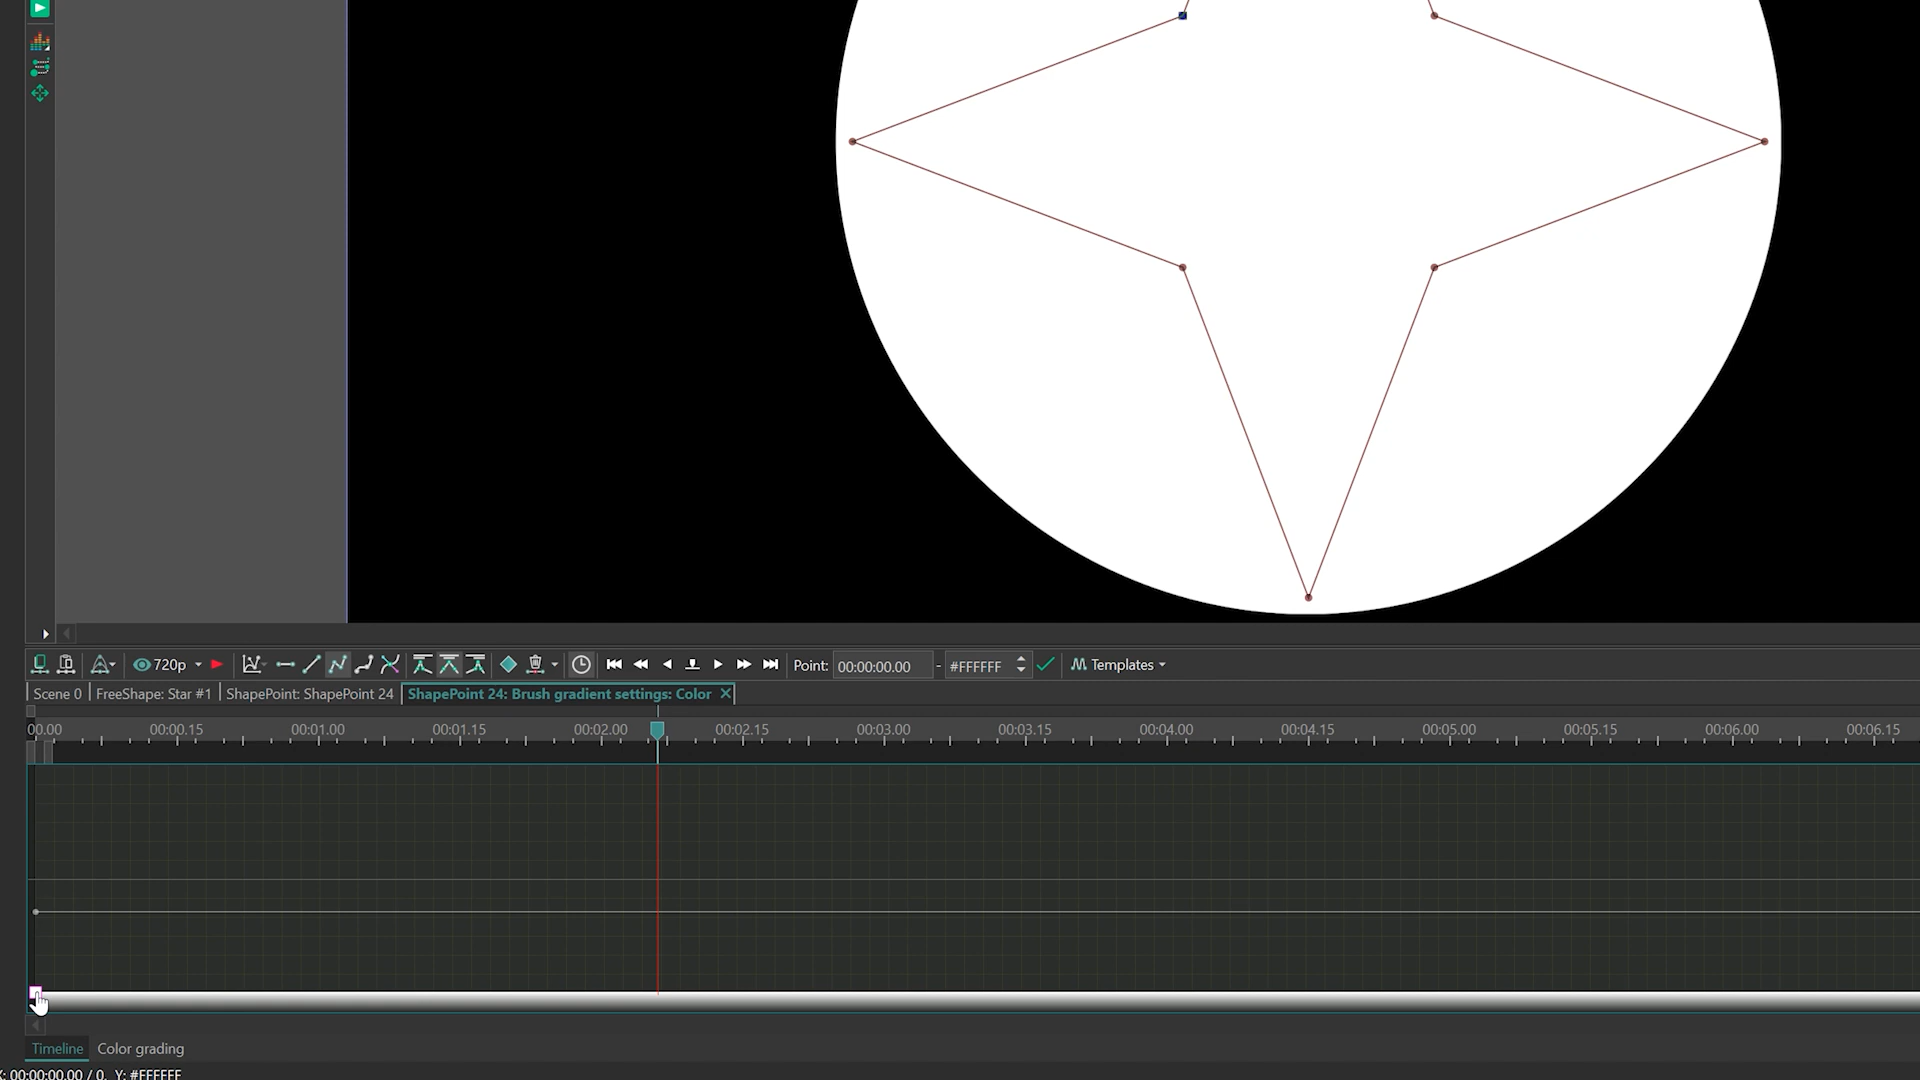 720p Point: 00:00:00.00 - #FFFFFF Templates
Scene 0 FreeShape: Star #1 ShapePoint: ShapePoint 24 ShapePoint 24: Brush gradient settings: Color
00.00 00:00.15 00:01.00 00:01.15 00:02.00 00:02.15 00:03.00 00:03.15 00:04.00 00:04.15 00:05.00 00:05.15 00:06.00 00:06.15
Timeline Color grading
X: 00:00:00.00 / 0, Y: #FFFFFF